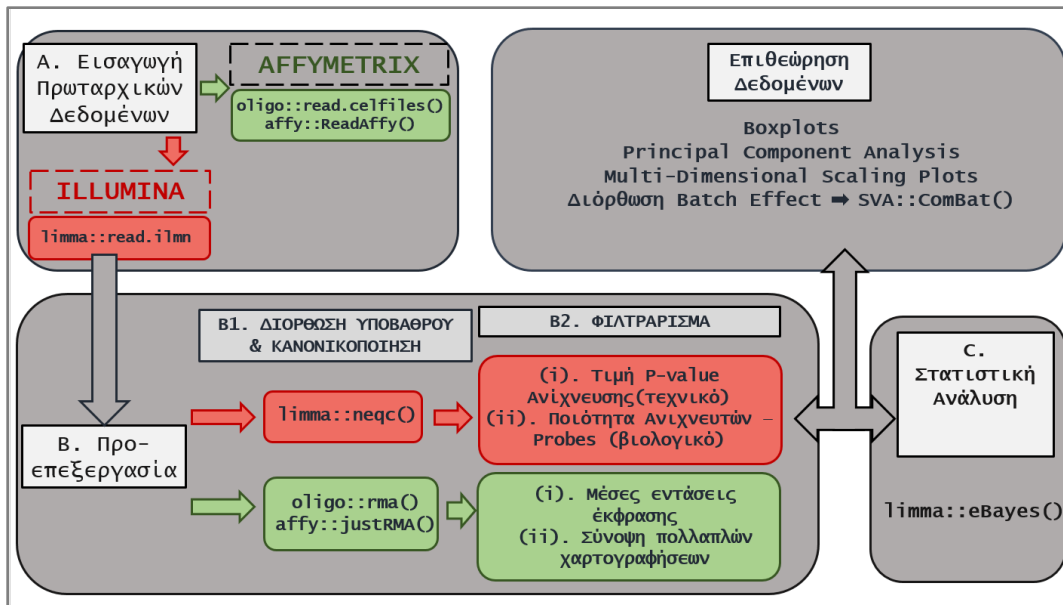 Α. Εισαγωγή
Πρωταρχικών
Δεδομένων
AFFYMETRIX
oligo::read.celfiles()
affy::ReadAffy()
ILLUMINA
limma::read.ilmn
Επιθεώρηση
Δεδομένων
Boxplots
Principal Component Analysis
Multi-Dimensional Scaling Plots
Διόρθωση Batch Effect ➡ SVA::ComBat()
Β1. ΔΙΟΡΘΩΣΗ ΥΠΟΒΑΘΡΟΥ
& ΚΑΝΟΝΙΚΟΠΟΙΗΣΗ
Β2. ΦΙΛΤΡΑΡΙΣΜΑ
Β. Προ-
επεξεργασία
limma::neqc()
(i). Τιμή P-value
Ανίχνευσης(τεχνικό)
(ii). Ποιότητα Ανιχνευτών –
Probes (βιολογικό)
oligo::rma()
affy::justRMA()
(i). Μέσες εντάσεις
έκφρασης
(ii). Σύνοψη πολλαπλών
χαρτογραφήσεων
C.
Στατιστική
Ανάλυση
limma::eBayes()